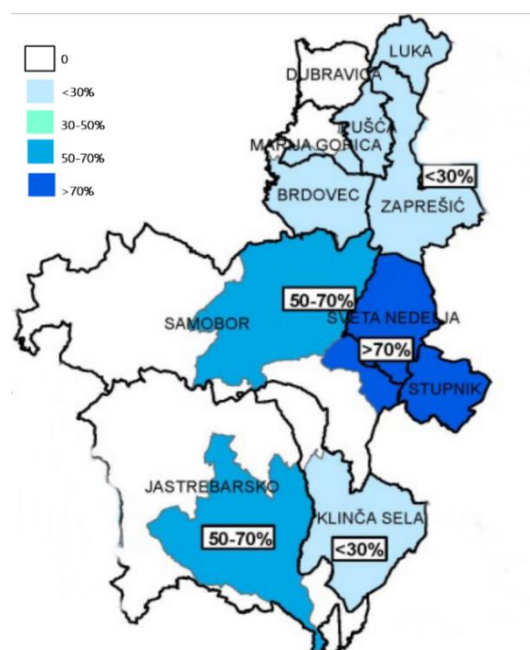 0
<30%
30-50%
50-70%
>70%
LUKA
DUBRAVICA
PUŠĆA
MARIJA GORICA
<30%
BRDOVEC
ZAPREŠIĆ
50-70%
SAMOBOR
SVETA NEDELJA
>70%
STUPNIK
JASTREBARSKO
KLINČA SELA
50-70%
<30%